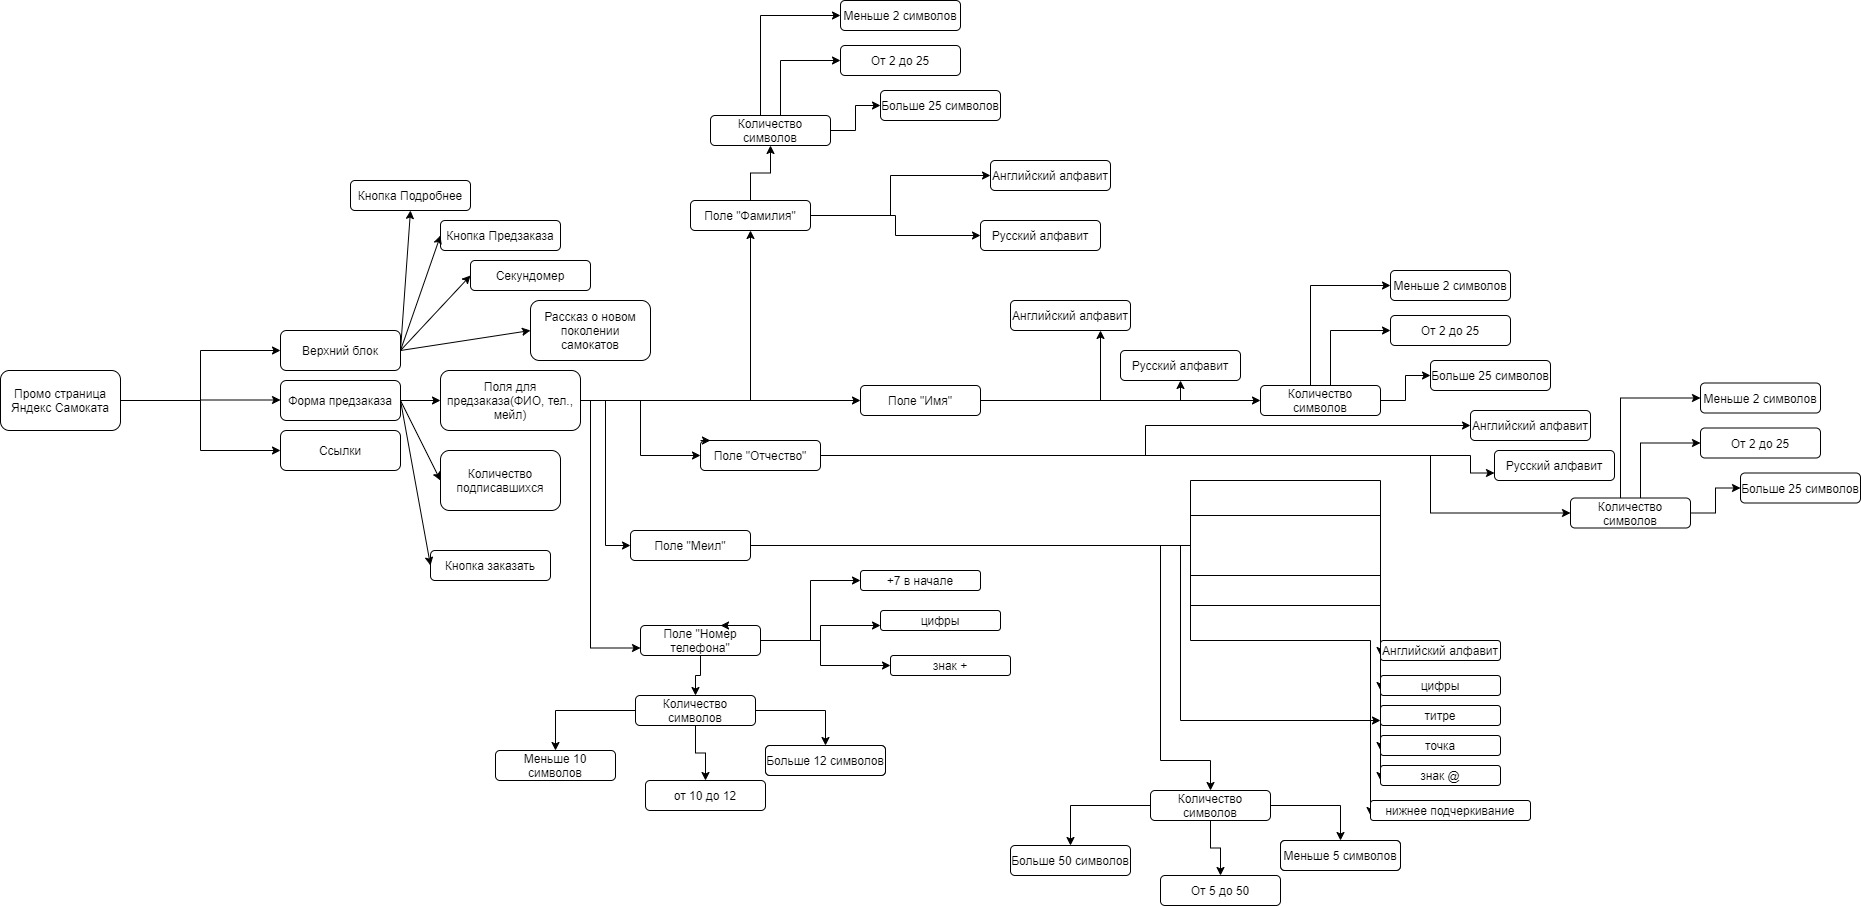 Меньше 2 символов
От 2 до 25
Больше 25 символов
Количество
символов
Английский алфавит
Поле "Фамилия"
Русский алфавит
Кнопка Подробнее
Кнопка Предзаказа
Секундомер
Рассказ о новом
поколении
самокатов
Верхний блок
Промо страница
Яндекс Самоката
Форма предзаказа
Ссылки
Поля для
предзаказа(ФИО, тел.,
мейл)
Количество
подписавшихся
Кнопка заказать
Английский алфавит
Русский алфавит
Поле "Имя"
Меньше 2 символов
От 2 до 25
Больше 25 символов
Количество
символов
Поле "Отчество"
Английский алфавит
Русский алфавит
Меньше 2 символов
От 2 до 25
Больше 25 символов
Количество
символов
Поле "Меил"
+7 в начале
цифры
Поле "Номер
телефона"
знак +
Количество
символов
Меньше 10
символов
Больше 12 символов
от 10 до 12
Английский алфавит
цифры
титре
точка
знак @
нижнее подчеркивание
Количество
символов
Больше 50 символов
Меньше 5 символов
От 5 до 50